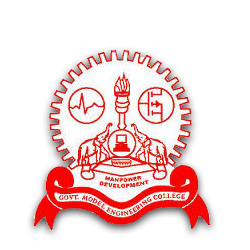 MANPOWER
DEVELOPMENT
GOVT. MODEL ENGINEERING COLLEGE